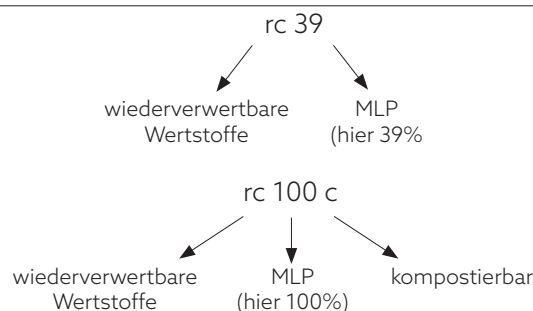 rc 39
wiederverwertbare MLP
Wertstoffe (hier 39%
rc 100 c
wiederverwertbare MLP kompostierbar
Wertstoffe (hier 100%)